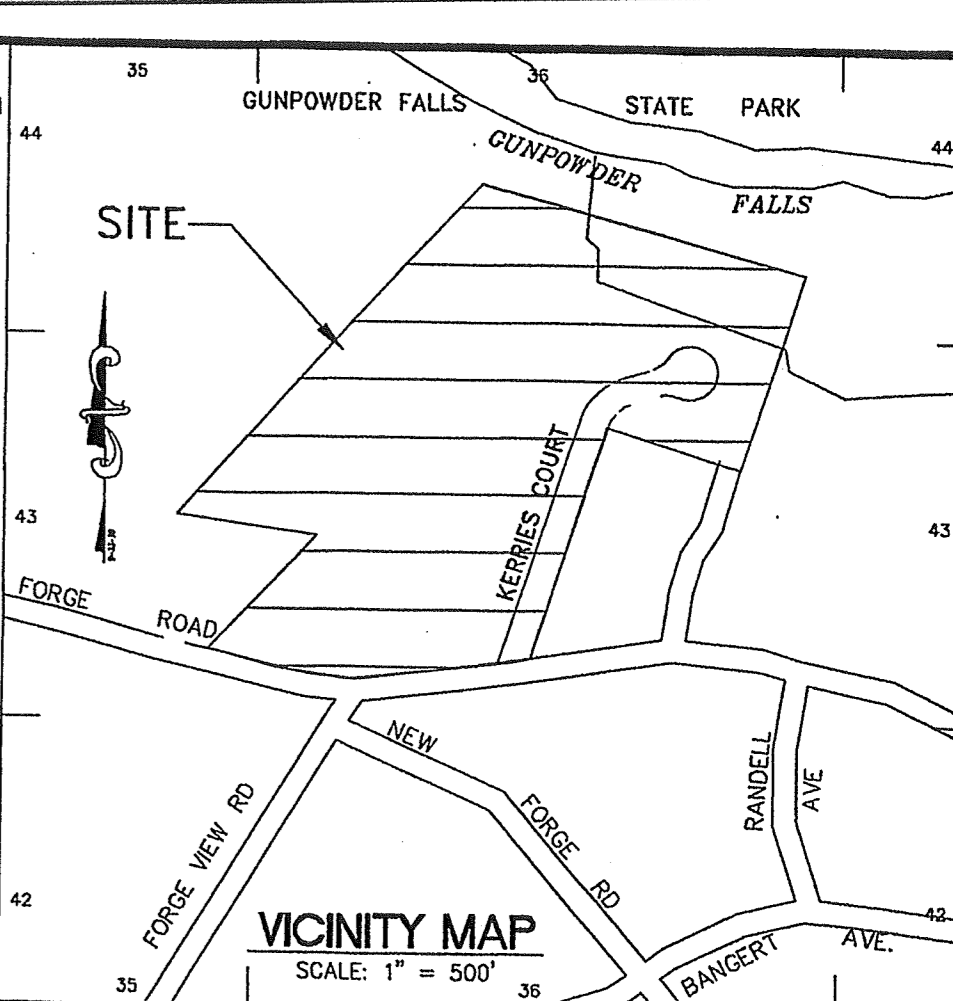 35
36
GUNPOWDER FALLS STATE PARK
44
44
GUNPOWDER
FALLS
SITE
KERRIES COURT
43
43
FORGE ROAD
NEW FORGE RD
RANDELL AVE
FORGE VIEW RD
42
42
VICINITY MAP
SCALE: 1" = 500'
BANGERT AVE.
35
36